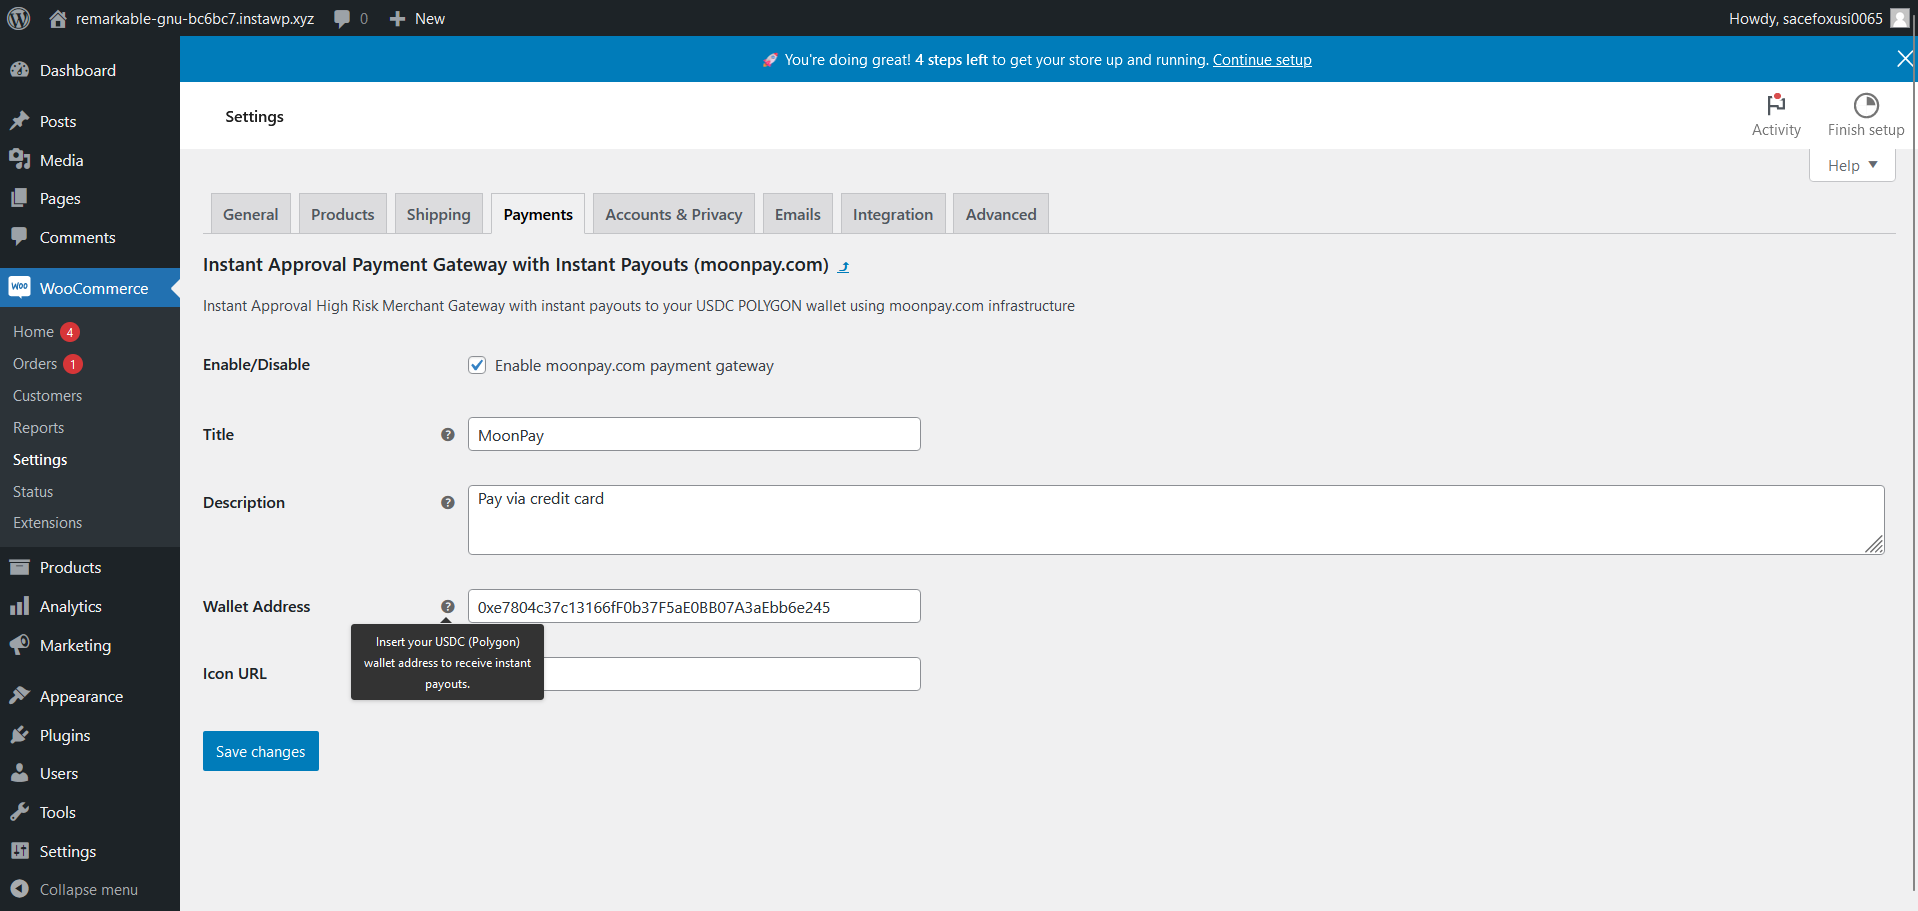 remarkable-gnu-bc6bc7.instawp.xyz 0 New Howdy, sacefoxusi0065
🚀 You're doing great! 4 steps left to get your store up and running. Continue setup
Dashboard
Posts
Media
Pages
Comments
WooCommerce
Home 4
Orders 1
Customers
Reports
Settings
Status
Extensions
Products
Analytics
Marketing
Appearance
Plugins
Users
Tools
Settings
Collapse menu
Settings
Activity
Finish setup
Help
General Products Shipping Payments Accounts & Privacy Emails Integration Advanced
Instant Approval Payment Gateway with Instant Payouts (moonpay.com)
Instant Approval High Risk Merchant Gateway with instant payouts to your USDC POLYGON wallet using moonpay.com infrastructure
Enable/Disable Enable moonpay.com payment gateway
Title ? MoonPay
Description ? Pay via credit card
Wallet Address ? 0xe7804c37c13166fF0b37F5aE0BB07A3aEbb6e245
Insert your USDC (Polygon)
wallet address to receive instant
payouts.
Icon URL
Save changes